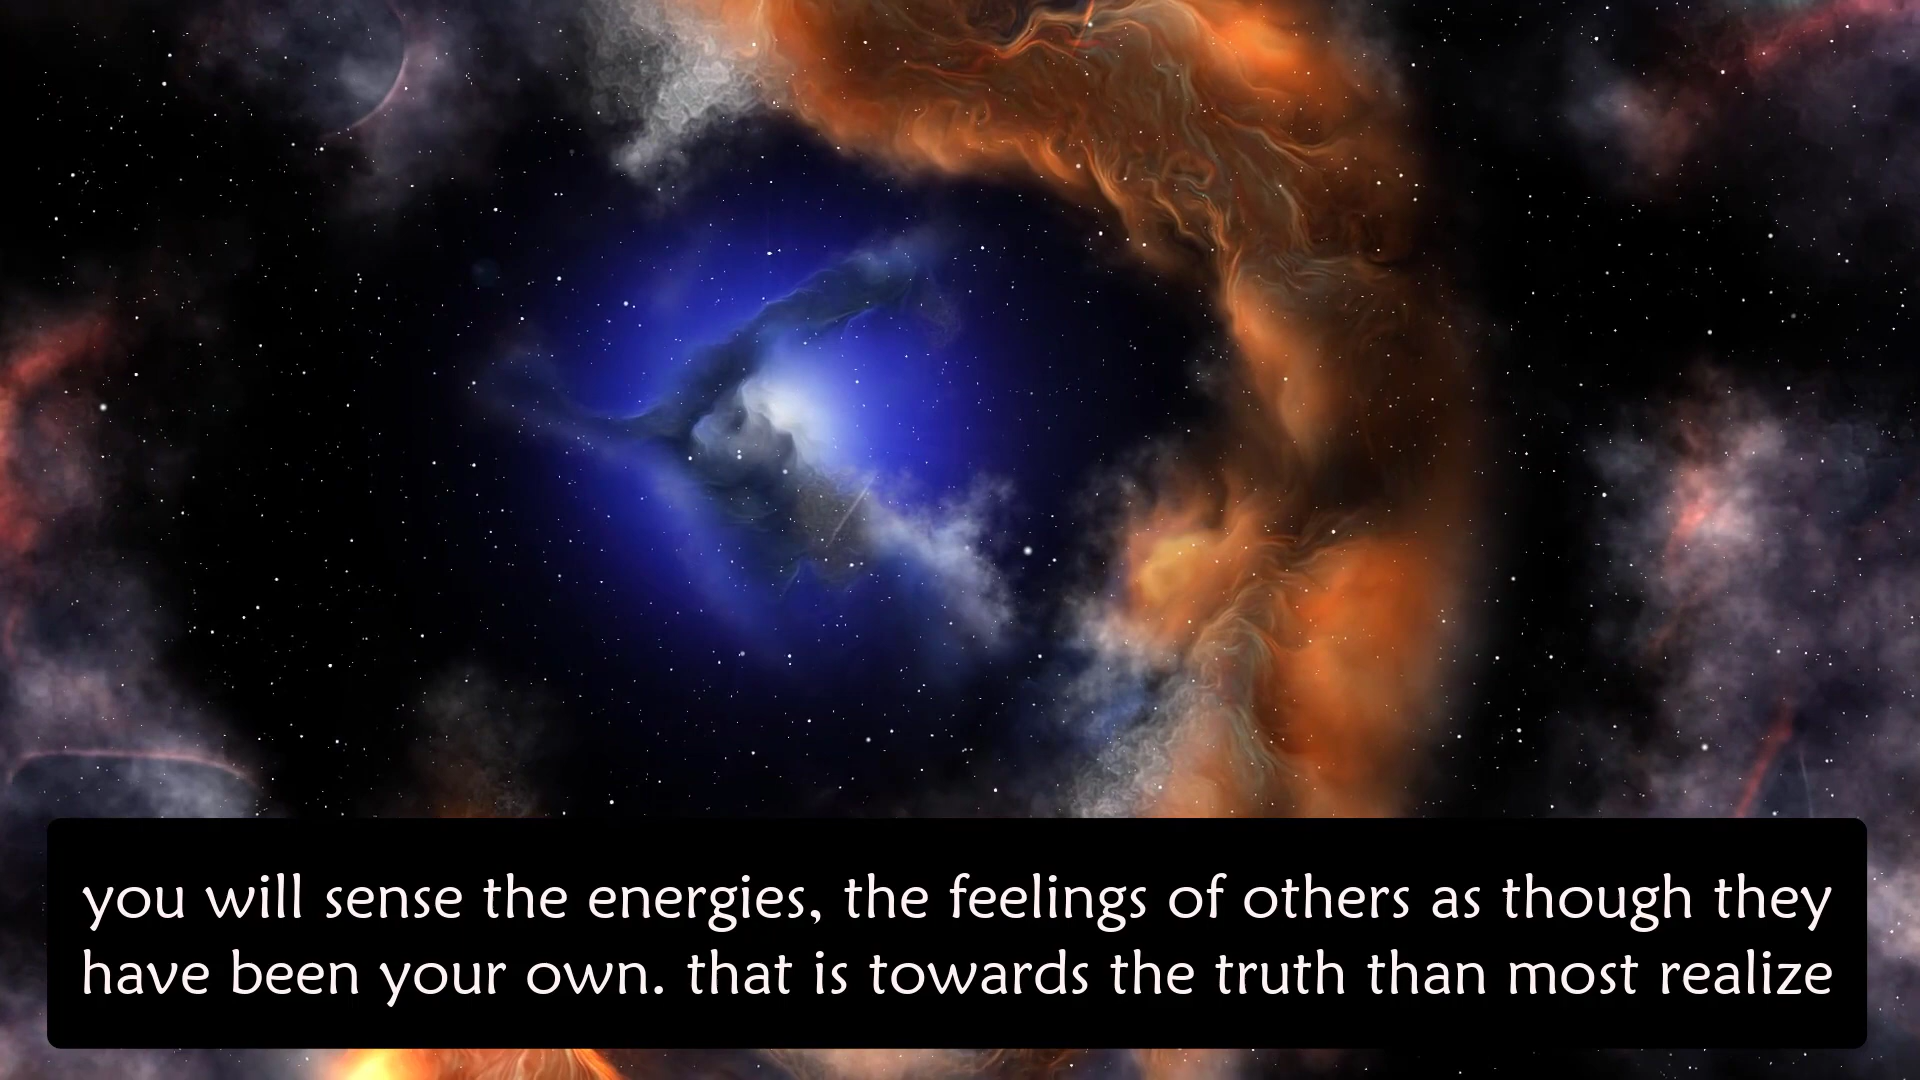 you will sense the energies, the feelings of others as though they
have been your own. that is towards the truth than most realize